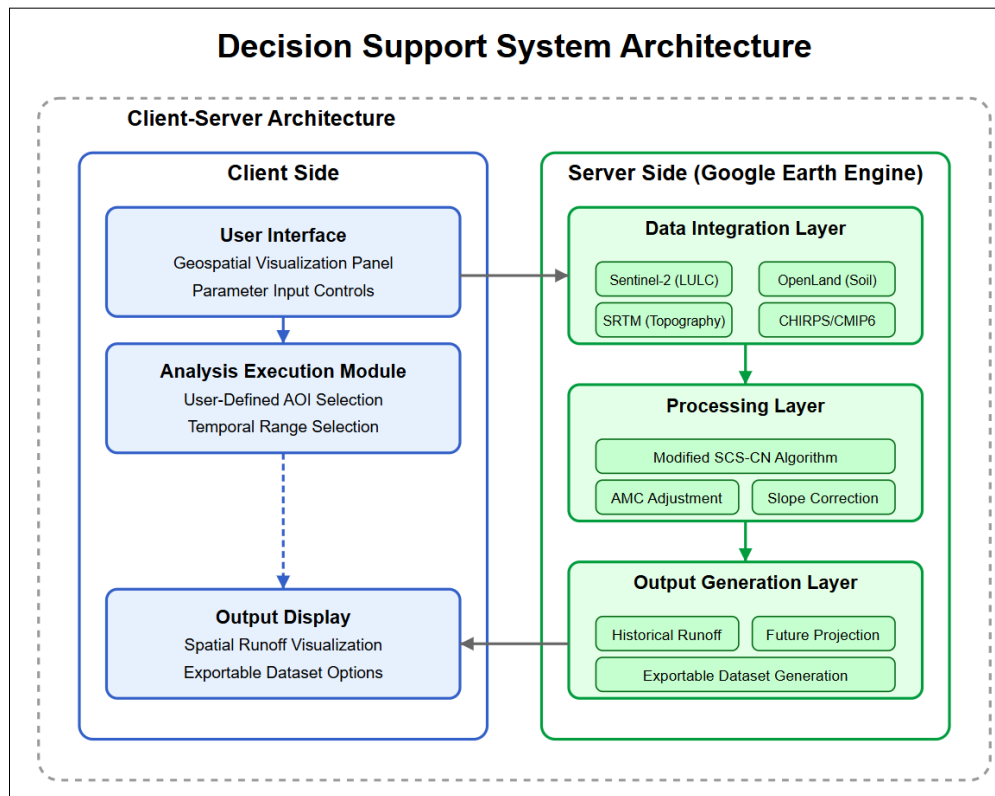 Decision Support System Architecture
Client-Server Architecture
Client Side
User Interface
Geospatial Visualization Panel
Parameter Input Controls
Analysis Execution Module
User-Defined AOI Selection
Temporal Range Selection
Output Display
Spatial Runoff Visualization
Exportable Dataset Options
Server Side (Google Earth Engine)
Data Integration Layer
Sentinel-2 (LULC)
OpenLand (Soil)
SRTM (Topography)
CHIRPS/CMIP6
Processing Layer
Modified SCS-CN Algorithm
AMC Adjustment
Slope Correction
Output Generation Layer
Historical Runoff
Future Projection
Exportable Dataset Generation